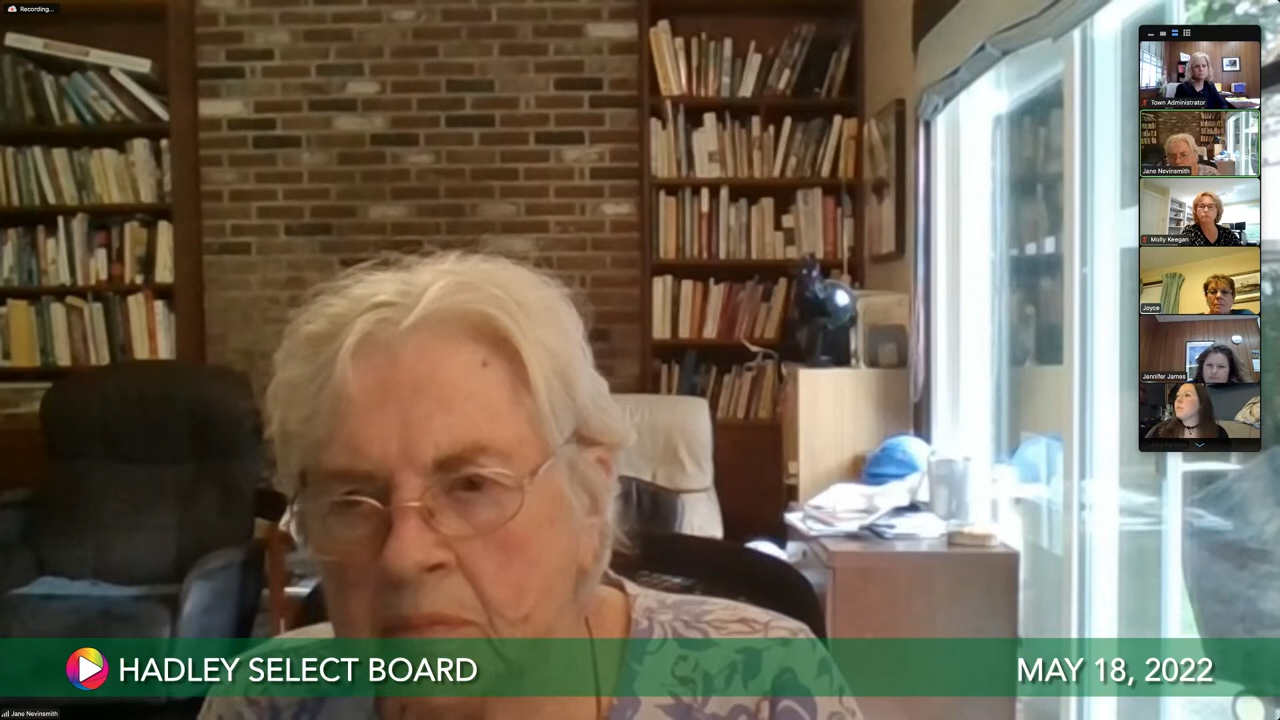 Recording...
Town Administrator
Jane Nevinsmith
Molly Keegan
Joyce
Jennifer James
HADLEY SELECT BOARD
MAY 18, 2022
Jane Nevinsmith